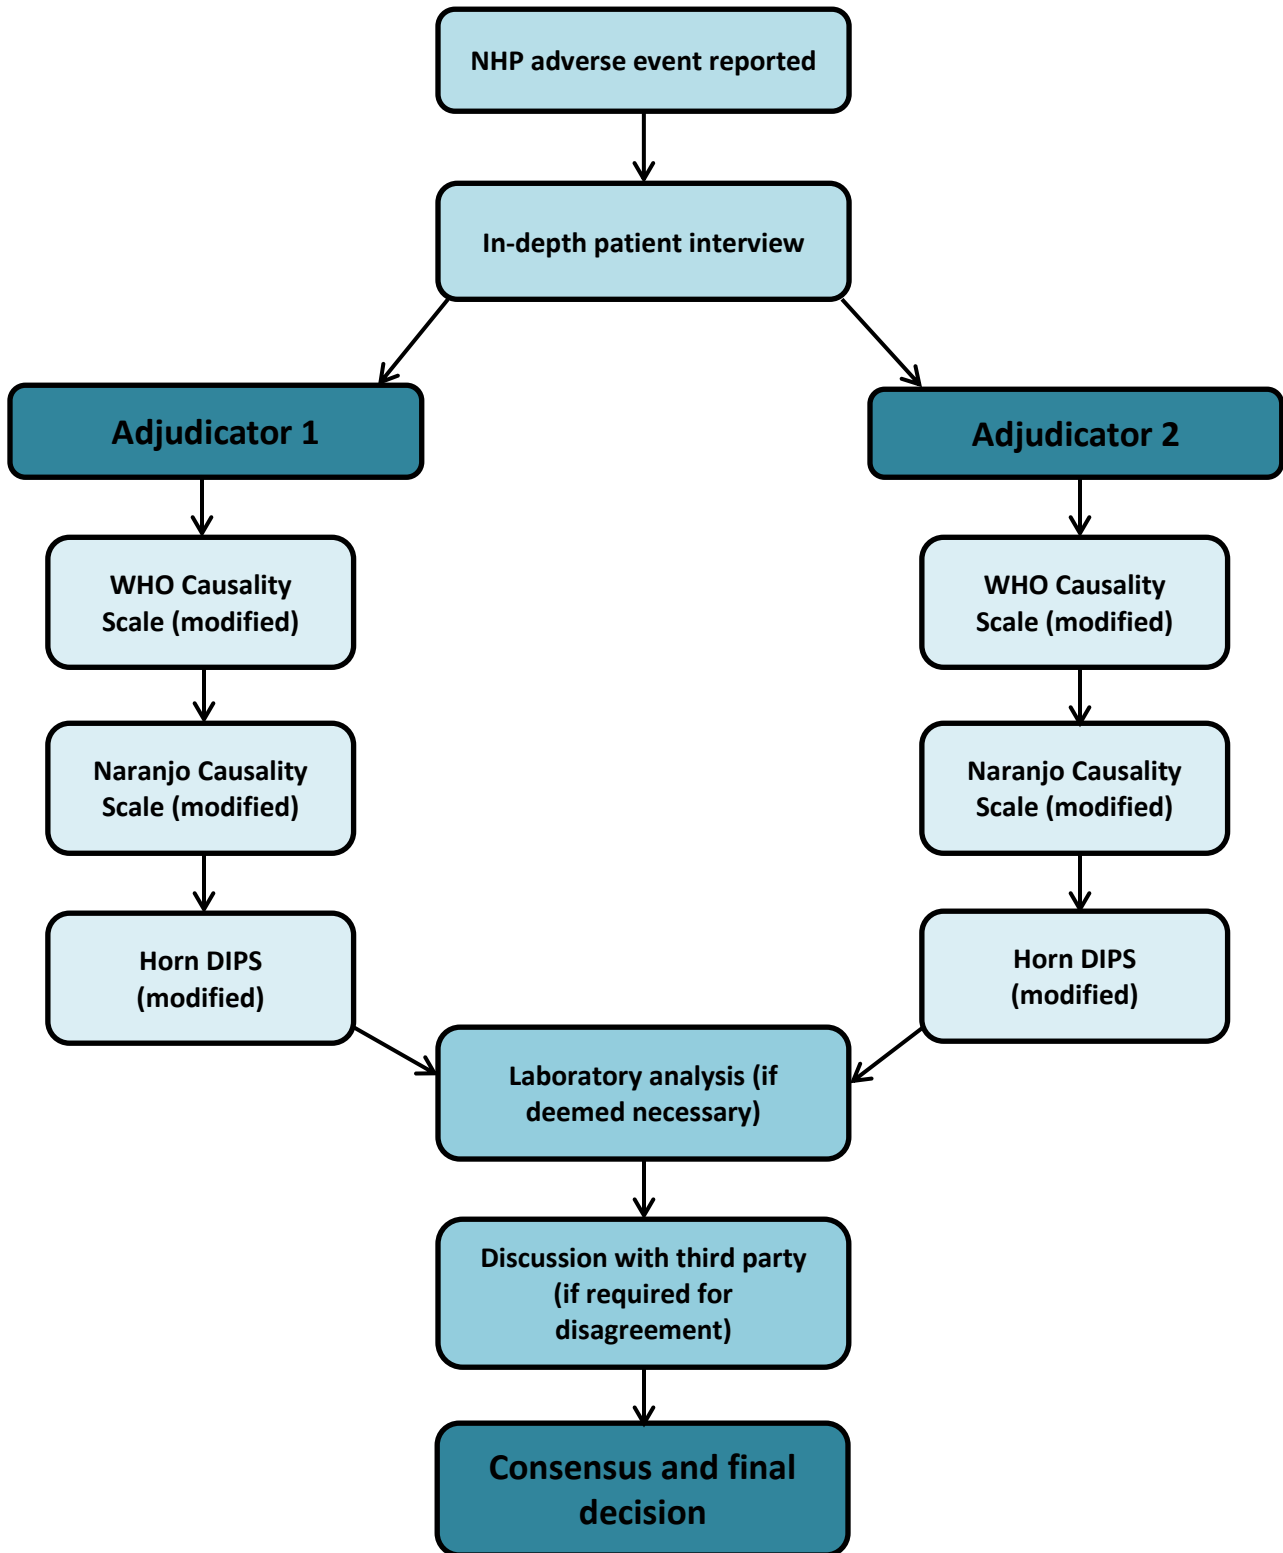 NHP adverse event reported
In-depth patient interview
Adjudicator 1
Adjudicator 2
WHO Causality
Scale (modified)
WHO Causality
Scale (modified)
Naranjo Causality
Scale (modified)
Naranjo Causality
Scale (modified)
Horn DIPS
(modified)
Horn DIPS
(modified)
Laboratory analysis (if
deemed necessary)
Discussion with third party
(if required for
disagreement)
Consensus and final
decision